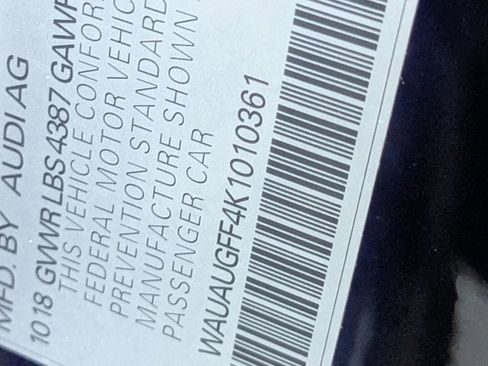 MFD. BY AUDI AG
1018 GVWR LBS 4387 GAWR
THIS VEHICLE CONFOR
FEDERAL MOTOR VEHIC
PREVENTION STANDARD
MANUFACTURE SHOWN
PASSENGER CAR
WAUAUGFF4K1010361